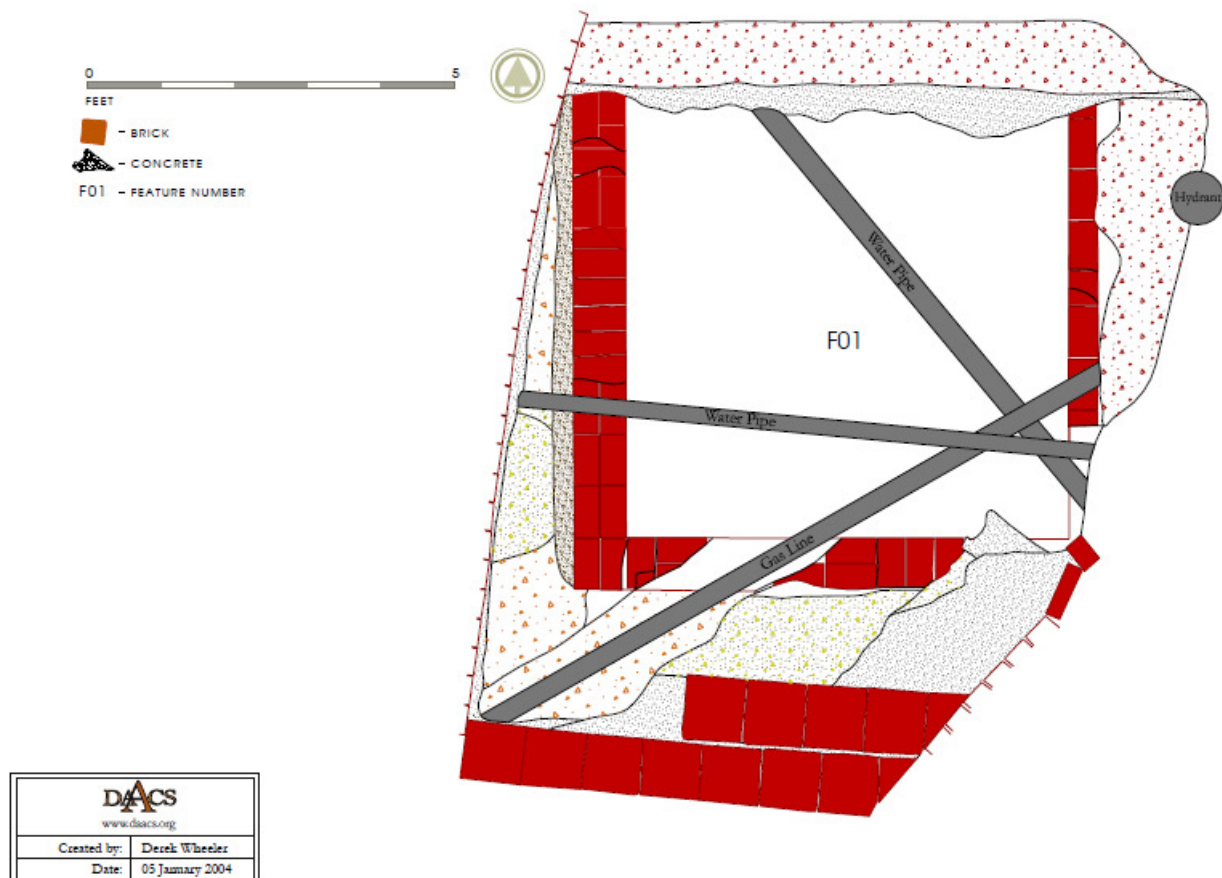 0 5
FEET
– BRICK
– CONCRETE
F01 – FEATURE NUMBER
Hydrant
Water Pipe
F01
Water Pipe
Gas Line
DAACS
www.daacs.org
Created by: Derek Wheeler
Date: 05 January 2004